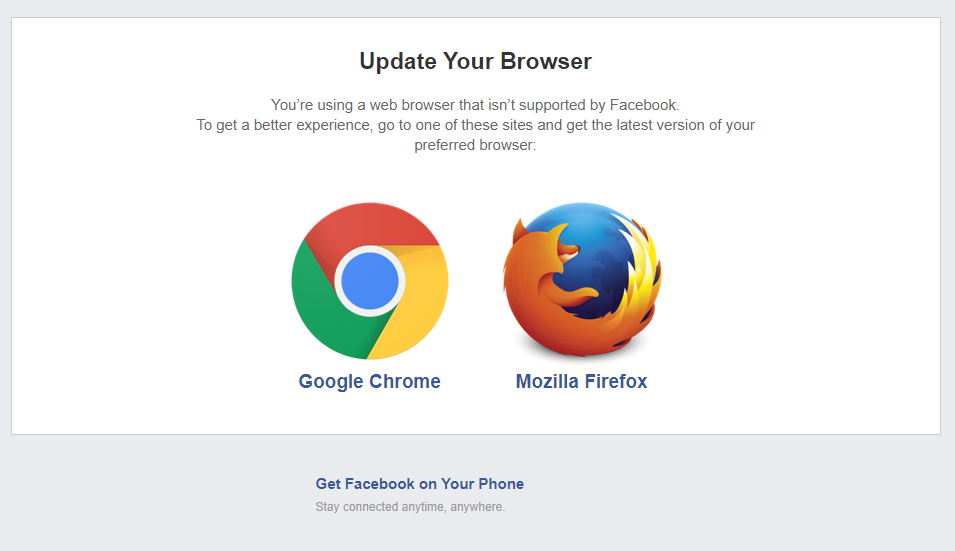 Update Your Browser
You’re using a web browser that isn’t supported by Facebook.
To get a better experience, go to one of these sites and get the latest version of your
preferred browser:
Google Chrome
Mozilla Firefox
Get Facebook on Your Phone
Stay connected anytime, anywhere.